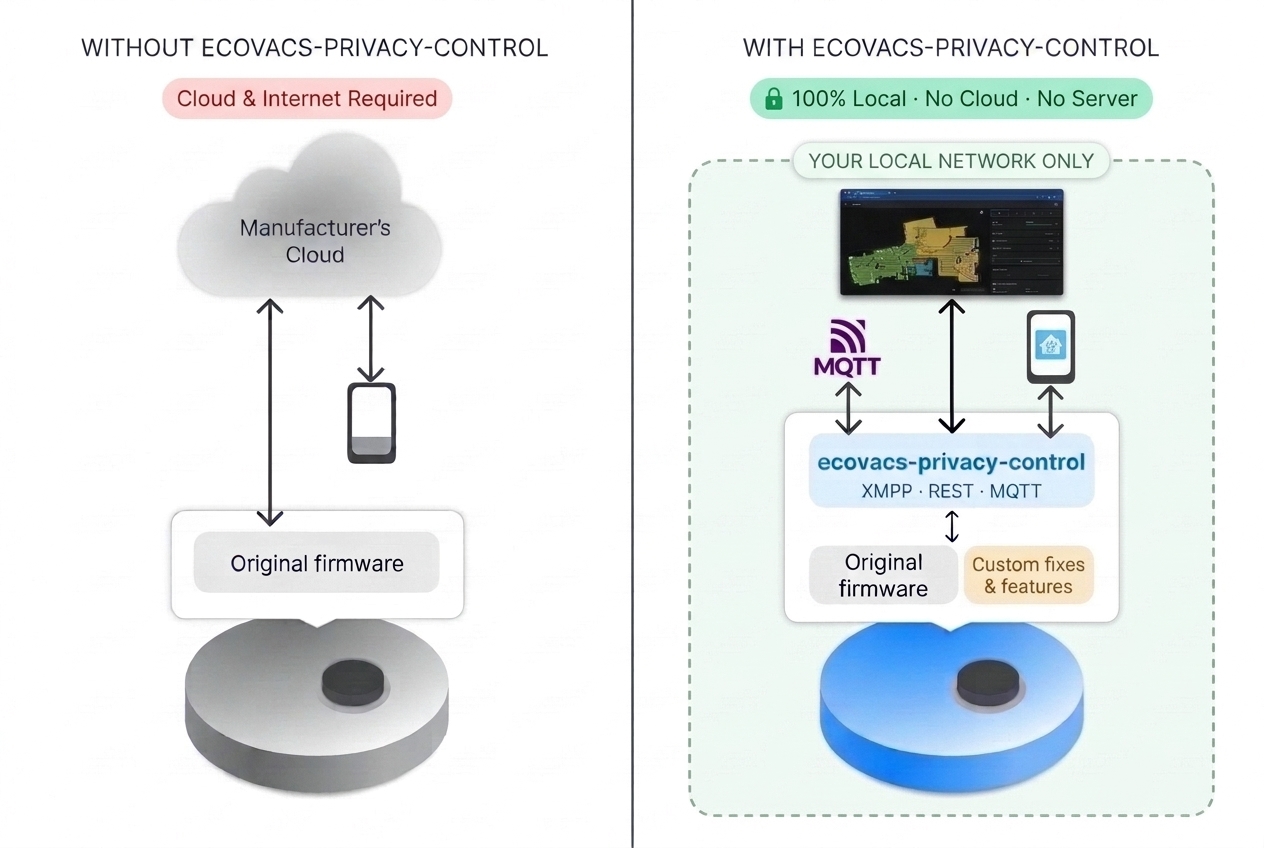 WITHOUT ECOVACS-PRIVACY-CONTROL
Cloud & Internet Required
Manufacturer's
Cloud
Original firmware
WITH ECOVACS-PRIVACY-CONTROL
100% Local · No Cloud · No Server
YOUR LOCAL NETWORK ONLY
MQTT
ecovacs-privacy-control
XMPP · REST · MQTT
Original
firmware
Custom fixes
& features